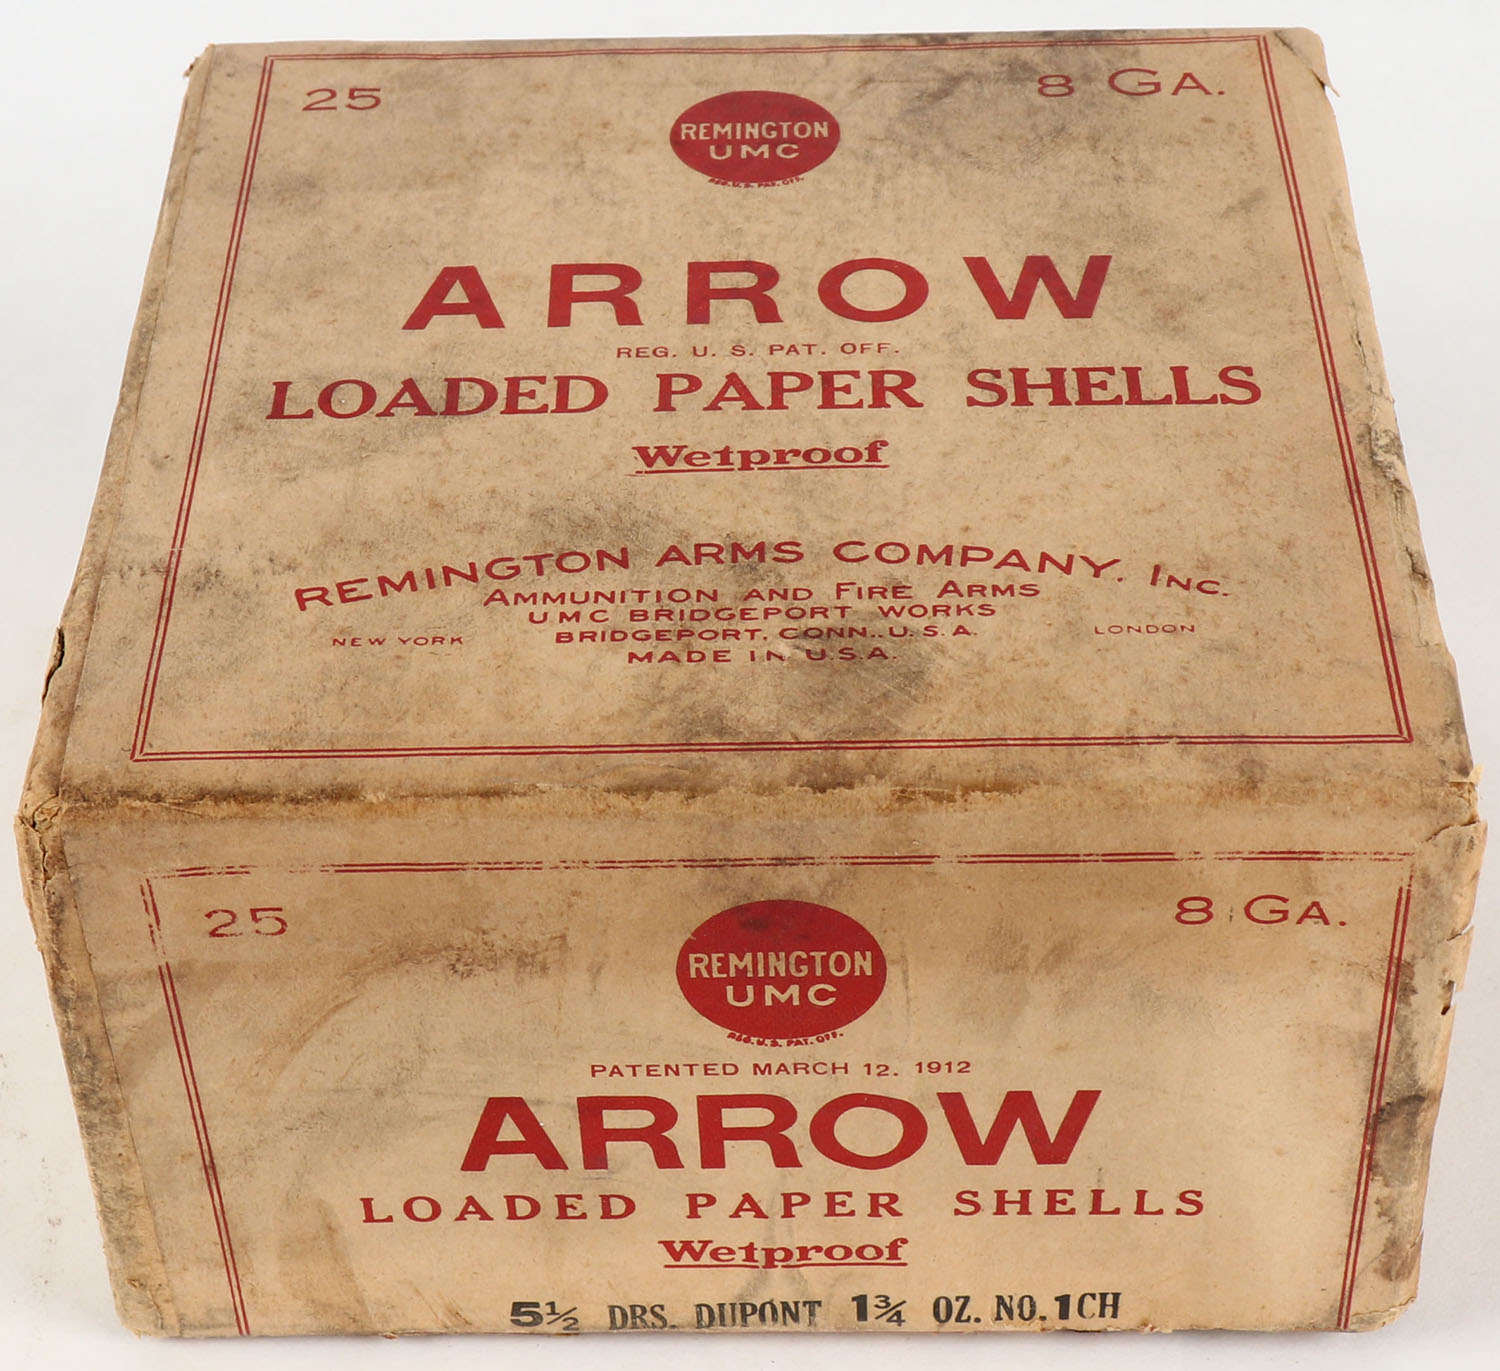 25
8 GA.
REMINGTON
UMC
REG. U. S. PAT. OFF.
ARROW
REG. U. S. PAT. OFF.
LOADED PAPER SHELLS
Wetproof
REMINGTON ARMS COMPANY, INC.
AMMUNITION AND FIRE ARMS
UMC BRIDGEPORT WORKS
NEW YORK BRIDGEPORT, CONN., U.S.A. LONDON
MADE IN U.S.A.
25
8 GA.
REMINGTON
UMC
REG. U. S. PAT. OFF.
PATENTED MARCH 12, 1912
ARROW
LOADED PAPER SHELLS
Wetproof
5½ DRS. DUPONT 1¾ OZ. NO. 1CH